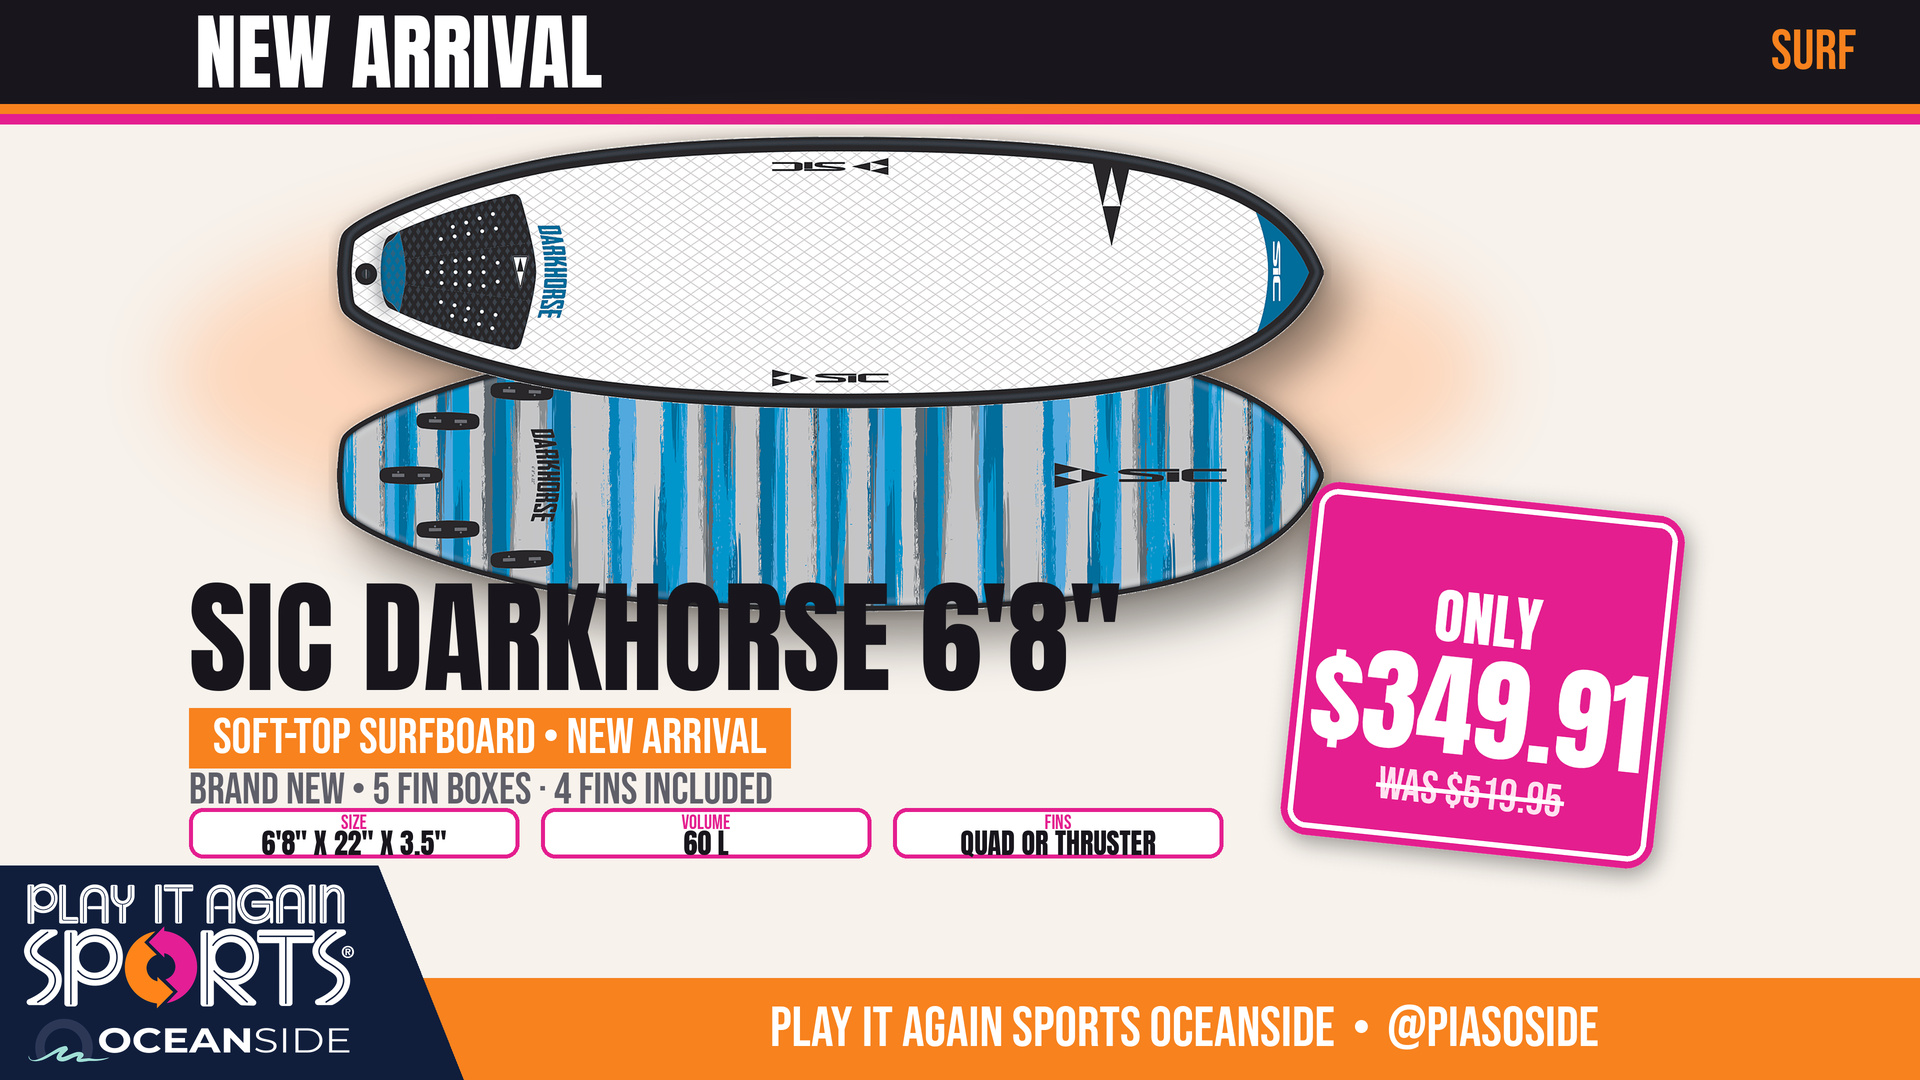 NEW ARRIVAL
SURF
SIC
SIC
DARKHORSE
SIC
DARKHORSE
SIC
SIC DARKHORSE 6'8"
SOFT-TOP SURFBOARD • NEW ARRIVAL
BRAND NEW • 5 FIN BOXES · 4 FINS INCLUDED
SIZE
6'8" X 22" X 3.5"
VOLUME
60 L
FINS
QUAD OR THRUSTER
ONLY
$349.91
WAS $519.95
PLAY IT AGAIN
SPORTS®
OCEANSIDE
PLAY IT AGAIN SPORTS OCEANSIDE • @PIASOSIDE